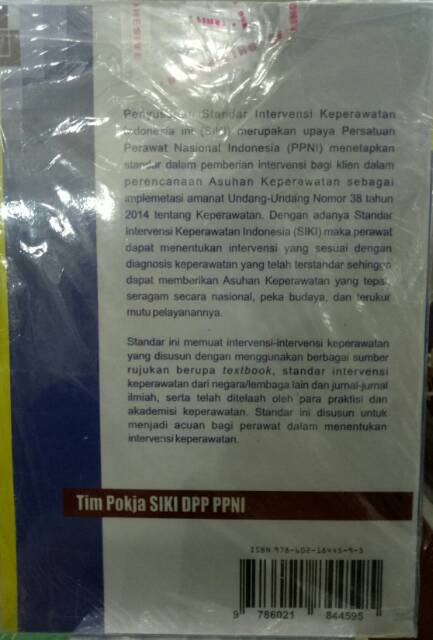 Penyusunan Standar Intervensi Keperawatan
Indonesia ini (SIKI) merupakan upaya Persatuan
Perawat Nasional Indonesia (PPNI) menetapkan
standar dalam pemberian intervensi bagi klien dalam
perencanaan Asuhan Keperawatan sebagai
implemetasi amanat Undang-Undang Nomor 38 tahun
2014 tentang Keperawatan. Dengan adanya Standar
Intervensi Keperawatan Indonesia (SIKI) maka perawat
dapat menentukan intervensi yang sesuai dengan
diagnosis keperawatan yang telah terstandar sehingga
dapat memberikan Asuhan Keperawatan yang tepat,
seragam secara nasional, peka budaya, dan terukur
mutu pelayanannya.
Standar ini memuat intervensi-intervensi keperawatan
yang disusun dengan menggunakan berbagai sumber
rujukan berupa textbook, standar intervensi
keperawatan dari negara/lembaga lain dan jurnal-jurnal
ilmiah, serta telah ditelaah oleh para praktisi dan
akademisi keperawatan. Standar ini disusun untuk
menjadi acuan bagi perawat dalam menentukan
intervensi keperawatan.
Tim Pokja SIKI DPP PPNI
ISBN 978-602-18445-9-5
9 786021 844595